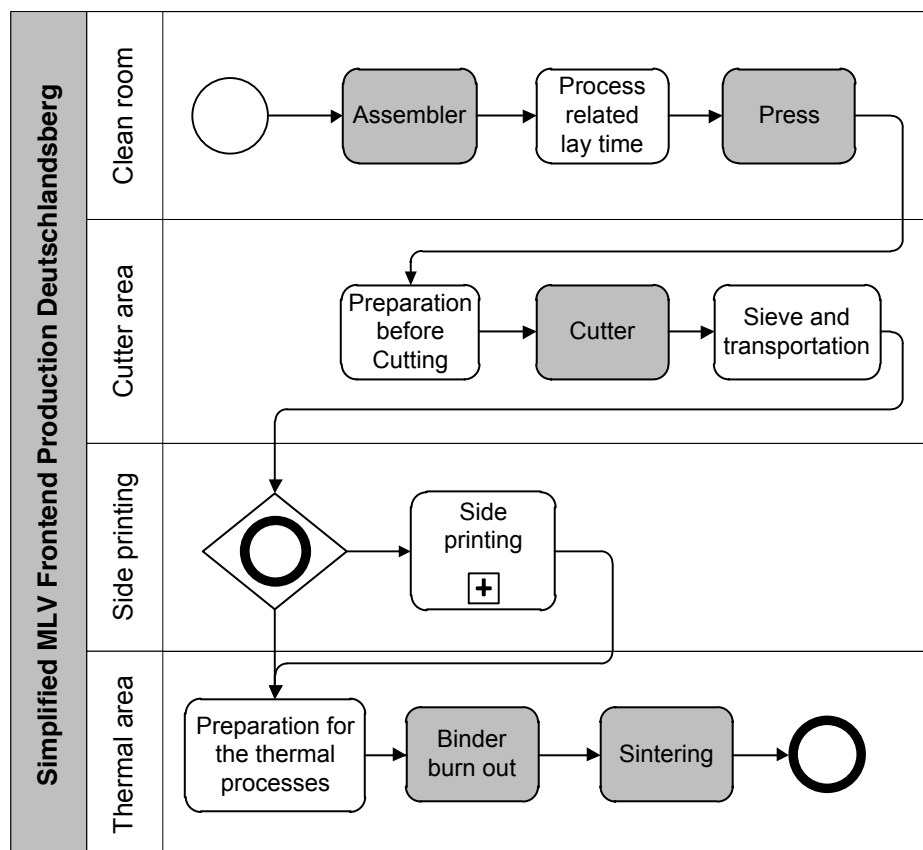 Simplified MLV Frontend Production Deutschlandsberg
Clean room
Assembler
Process
related
lay time
Press
Cutter area
Preparation
before
Cutting
Cutter
Sieve and
transportation
Side printing
Side
printing
Thermal area
Preparation for
the thermal
processes
Binder
burn out
Sintering